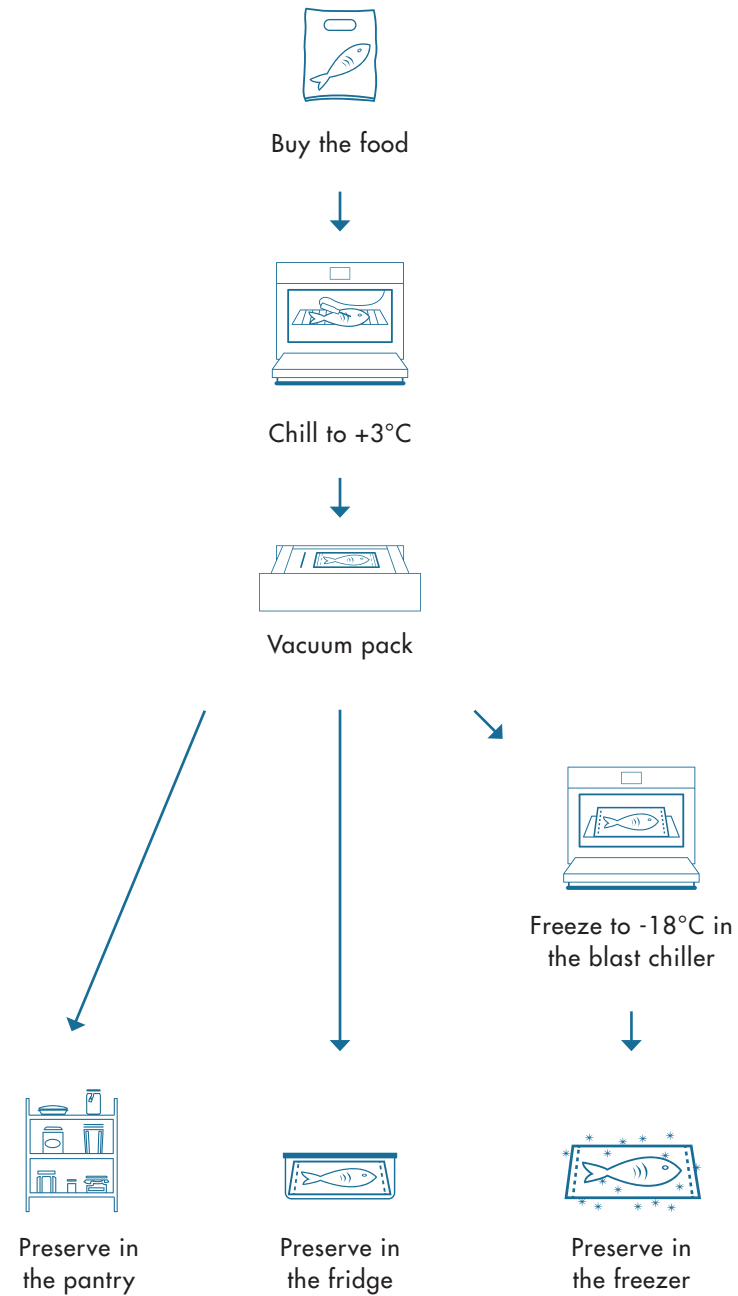 Buy the food
Chill to +3°C
Vacuum pack
Freeze to -18°C in
the blast chiller
Preserve in
the pantry
Preserve in
the fridge
Preserve in
the freezer